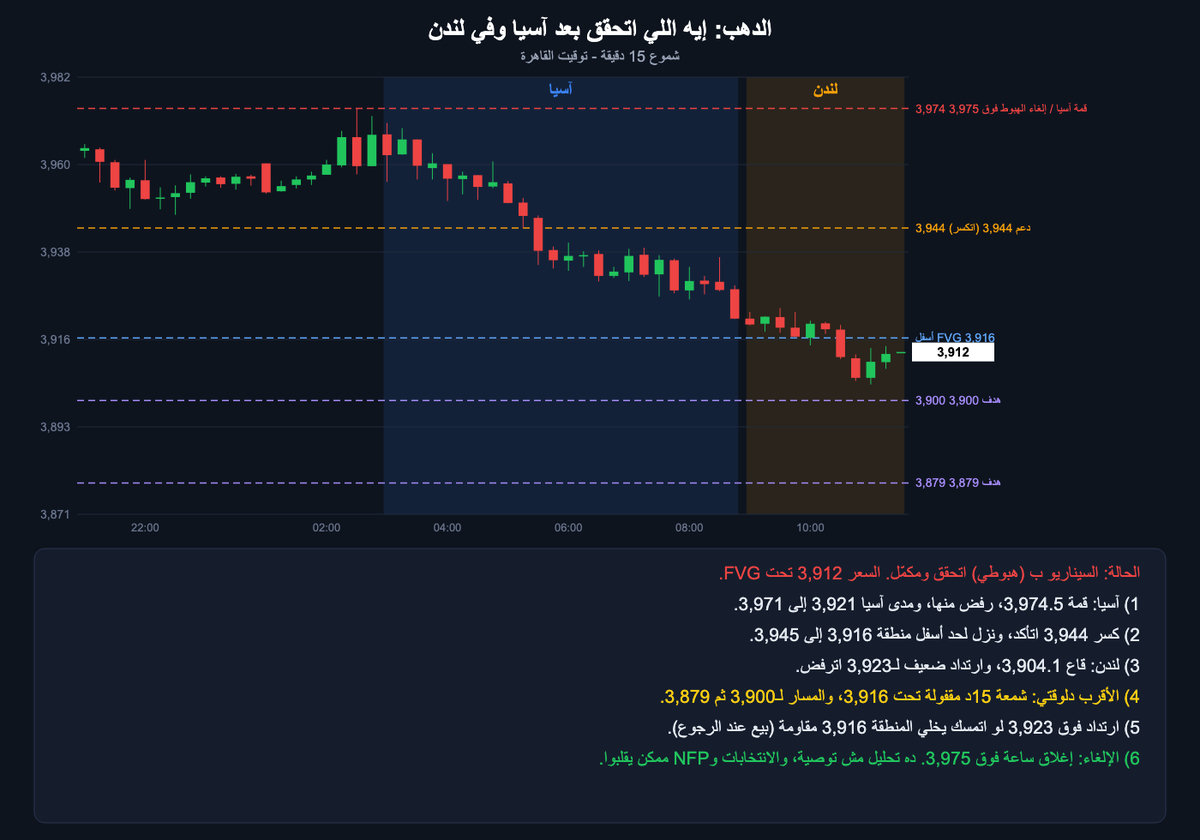 الدهب: إيه اللي اتحقق بعد آسيا وفي لندن
شموع 15 دقيقة - توقيت القاهرة
3,982
3,960
3,938
3,916
3,893
3,871
آسيا
لندن
قمة آسيا / إلغاء الهبوط فوق 3,975 3,974
دعم 3,944 (اتكسر) 3,944
أسفل FVG 3,916
3,912
هدف 3,900 3,900
هدف 3,879 3,879
22:00
02:00
04:00
06:00
08:00
10:00
الحالة: السيناريو ب (هبوطي) اتحقق ومكمّل. السعر 3,912 تحت FVG.
1) آسيا: قمة 3,974.5، رفض منها، ومدى آسيا 3,921 إلى 3,971.
2) كسر 3,944 اتأكد، ونزل لحد أسفل منطقة 3,916 إلى 3,945.
3) لندن: قاع 3,904.1، وارتداد ضعيف لـ3,923 اترفض.
4) الأقرب دلوقتي: شمعة 15د مقفولة تحت 3,916، والمسار لـ3,900 ثم 3,879.
5) ارتداد فوق 3,923 لو اتمسك يخلي المنطقة 3,916 مقاومة (بيع عند الرجوع).
6) الإلغاء: إغلاق ساعة فوق 3,975. ده تحليل مش توصية، والانتخابات وNFP ممكن يقلبوا.